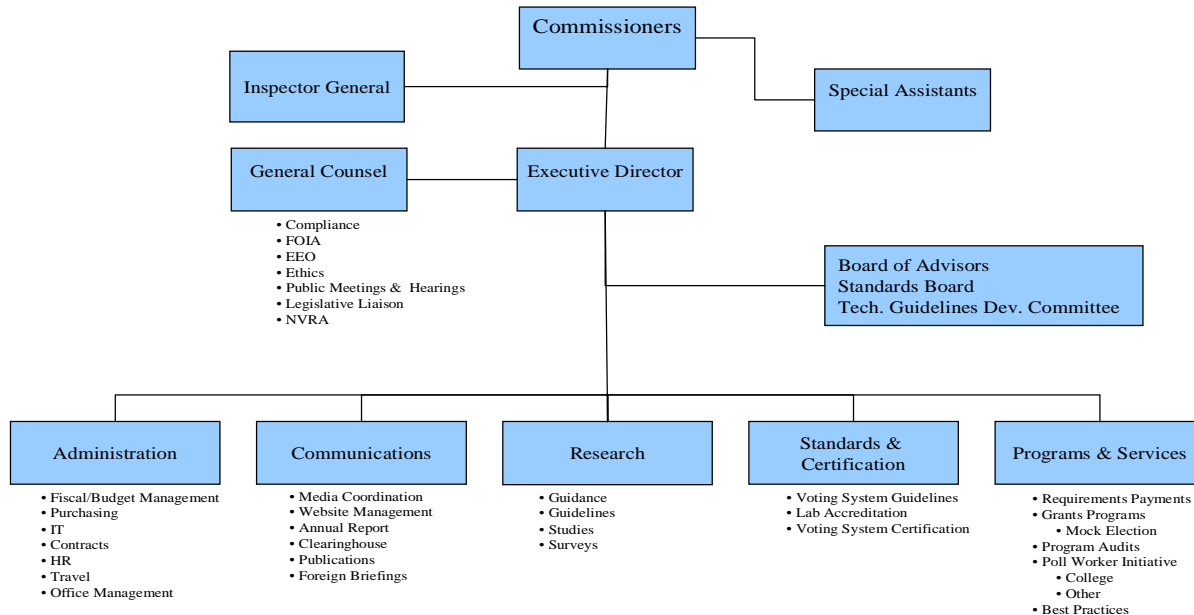 Commissioners
Inspector General
Special Assistants
General Counsel
Executive Director
• Compliance
• FOIA
• EEO
• Ethics
• Public Meetings & Hearings
• Legislative Liaison
• NVRA
Board of Advisors
Standards Board
Tech. Guidelines Dev. Committee
Administration
• Fiscal/Budget Management
• Purchasing
• IT
• Contracts
• HR
• Travel
• Office Management
Communications
• Media Coordination
• Website Management
• Annual Report
• Clearinghouse
• Publications
• Foreign Briefings
Research
• Guidance
• Guidelines
• Studies
• Surveys
Standards &
Certification
• Voting System Guidelines
• Lab Accreditation
• Voting System Certification
Programs & Services
• Requirements Payments
• Grants Programs
• Mock Election
• Program Audits
• Poll Worker Initiative
• College
• Other
• Best Practices